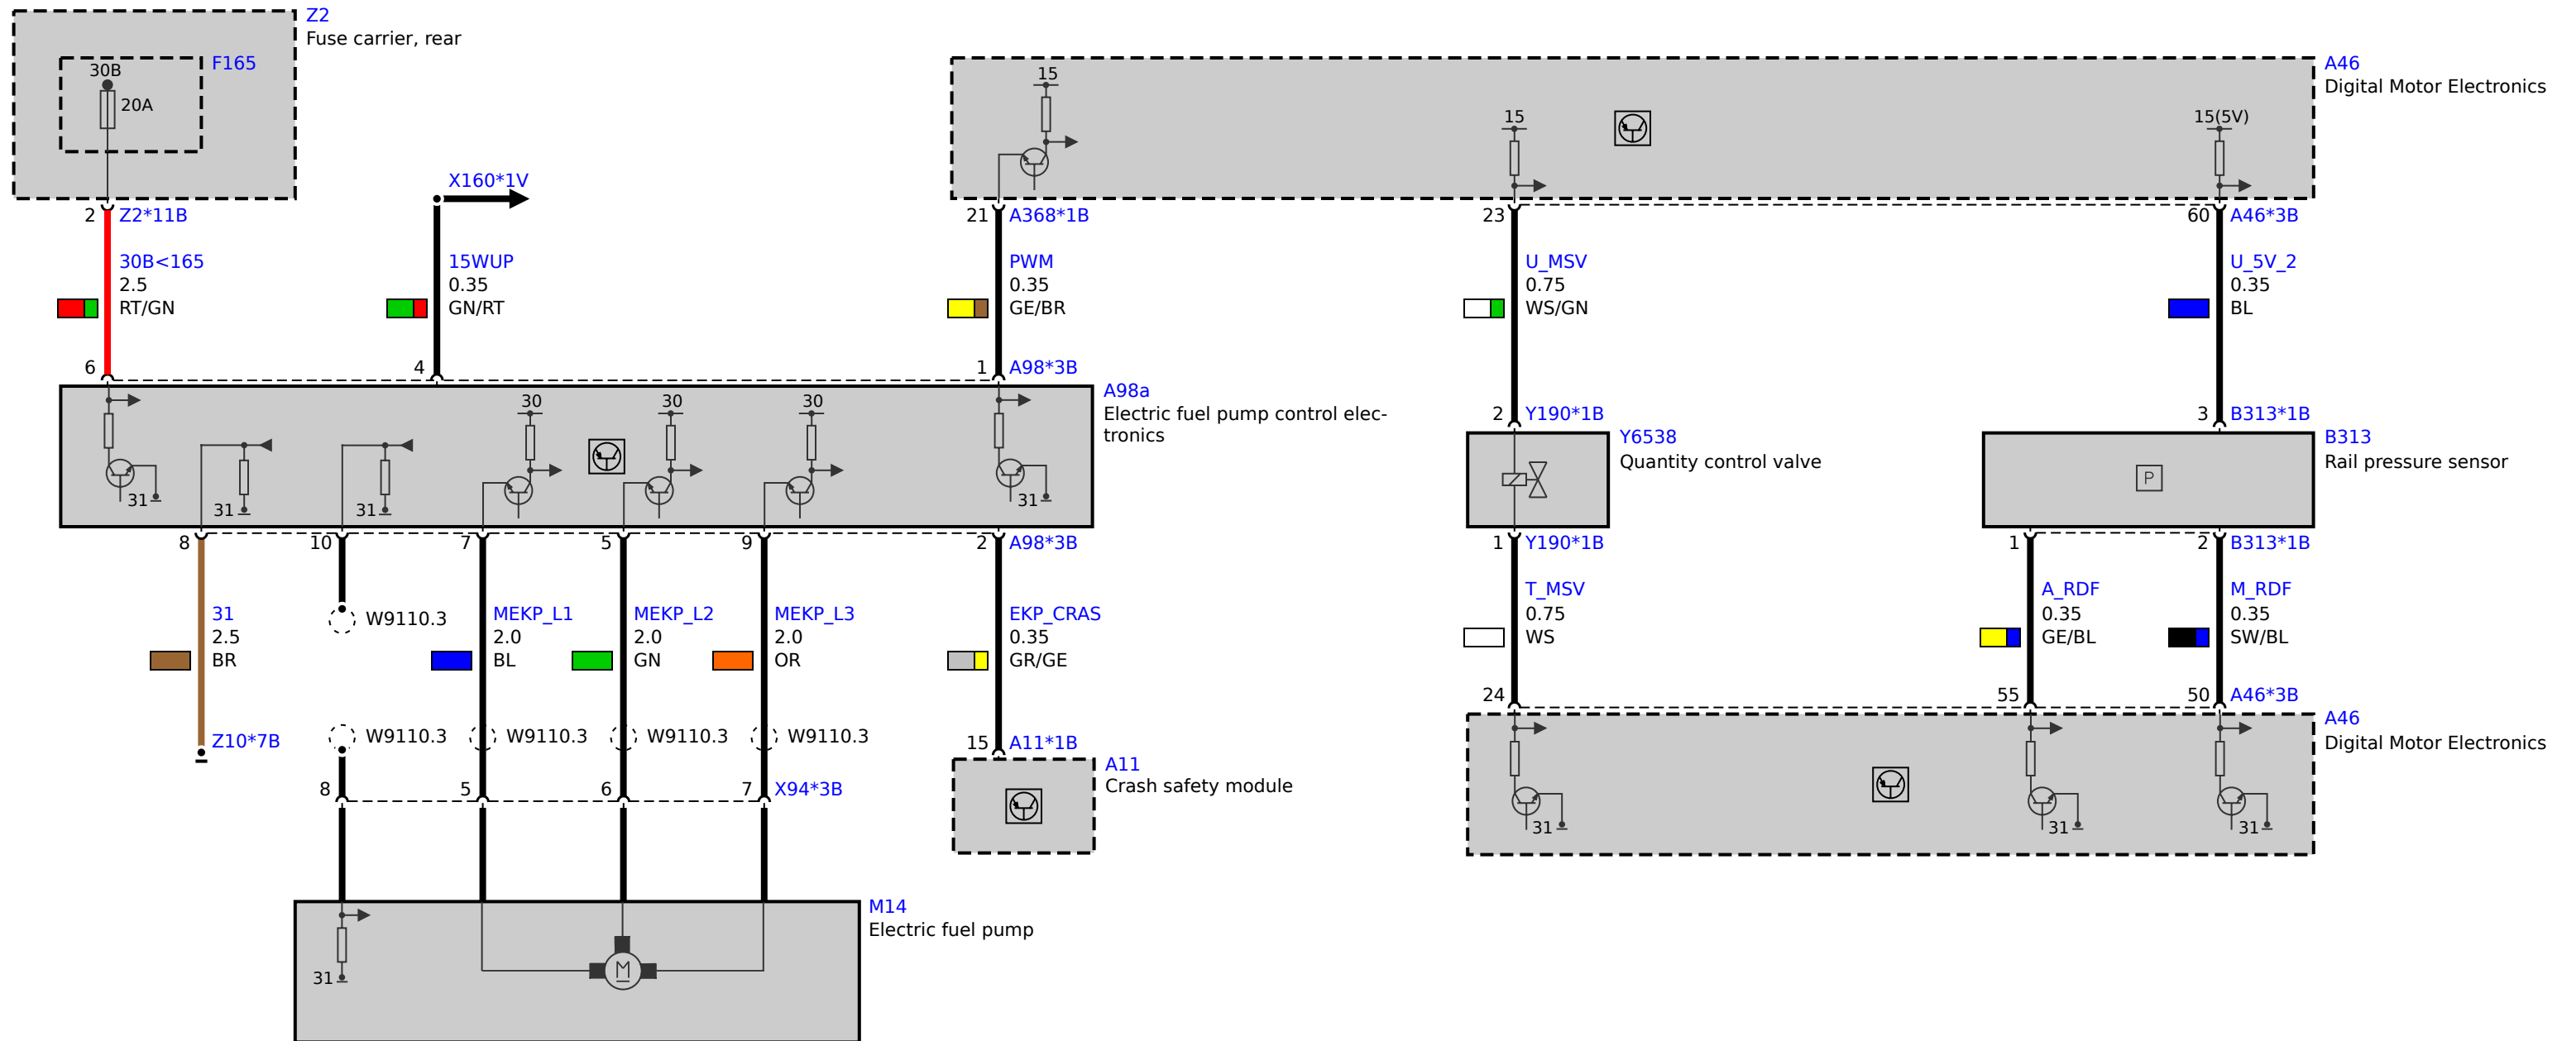 Z2
Fuse carrier, rear
F165
30B
20A
A46
Digital Motor Electronics
15
15
15(5V)
X160*1V
2 Z2*11B
21 A368*1B
23
60 A46*3B
30B<165
2.5
RT/GN
15WUP
0.35
GN/RT
PWM
0.35
GE/BR
U_MSV
0.75
WS/GN
U_5V_2
0.35
BL
6
4
1 A98*3B
A98a
Electric fuel pump control elec-
tronics
2 Y190*1B
3 B313*1B
30
30
30
31
31
31
31
Y6538
Quantity control valve
B313
Rail pressure sensor
P
8
10
7
5
9
2 A98*3B
1 Y190*1B
1
2 B313*1B
31
2.5
BR
W9110.3
MEKP_L1
2.0
BL
MEKP_L2
2.0
GN
MEKP_L3
2.0
OR
EKP_CRAS
0.35
GR/GE
T_MSV
0.75
WS
A_RDF
0.35
GE/BL
M_RDF
0.35
SW/BL
24
55
50 A46*3B
Z10*7B
W9110.3
W9110.3
W9110.3
W9110.3
15 A11*1B
A11
Crash safety module
A46
Digital Motor Electronics
31
31
31
8
5
6
7 X94*3B
M14
Electric fuel pump
31
M